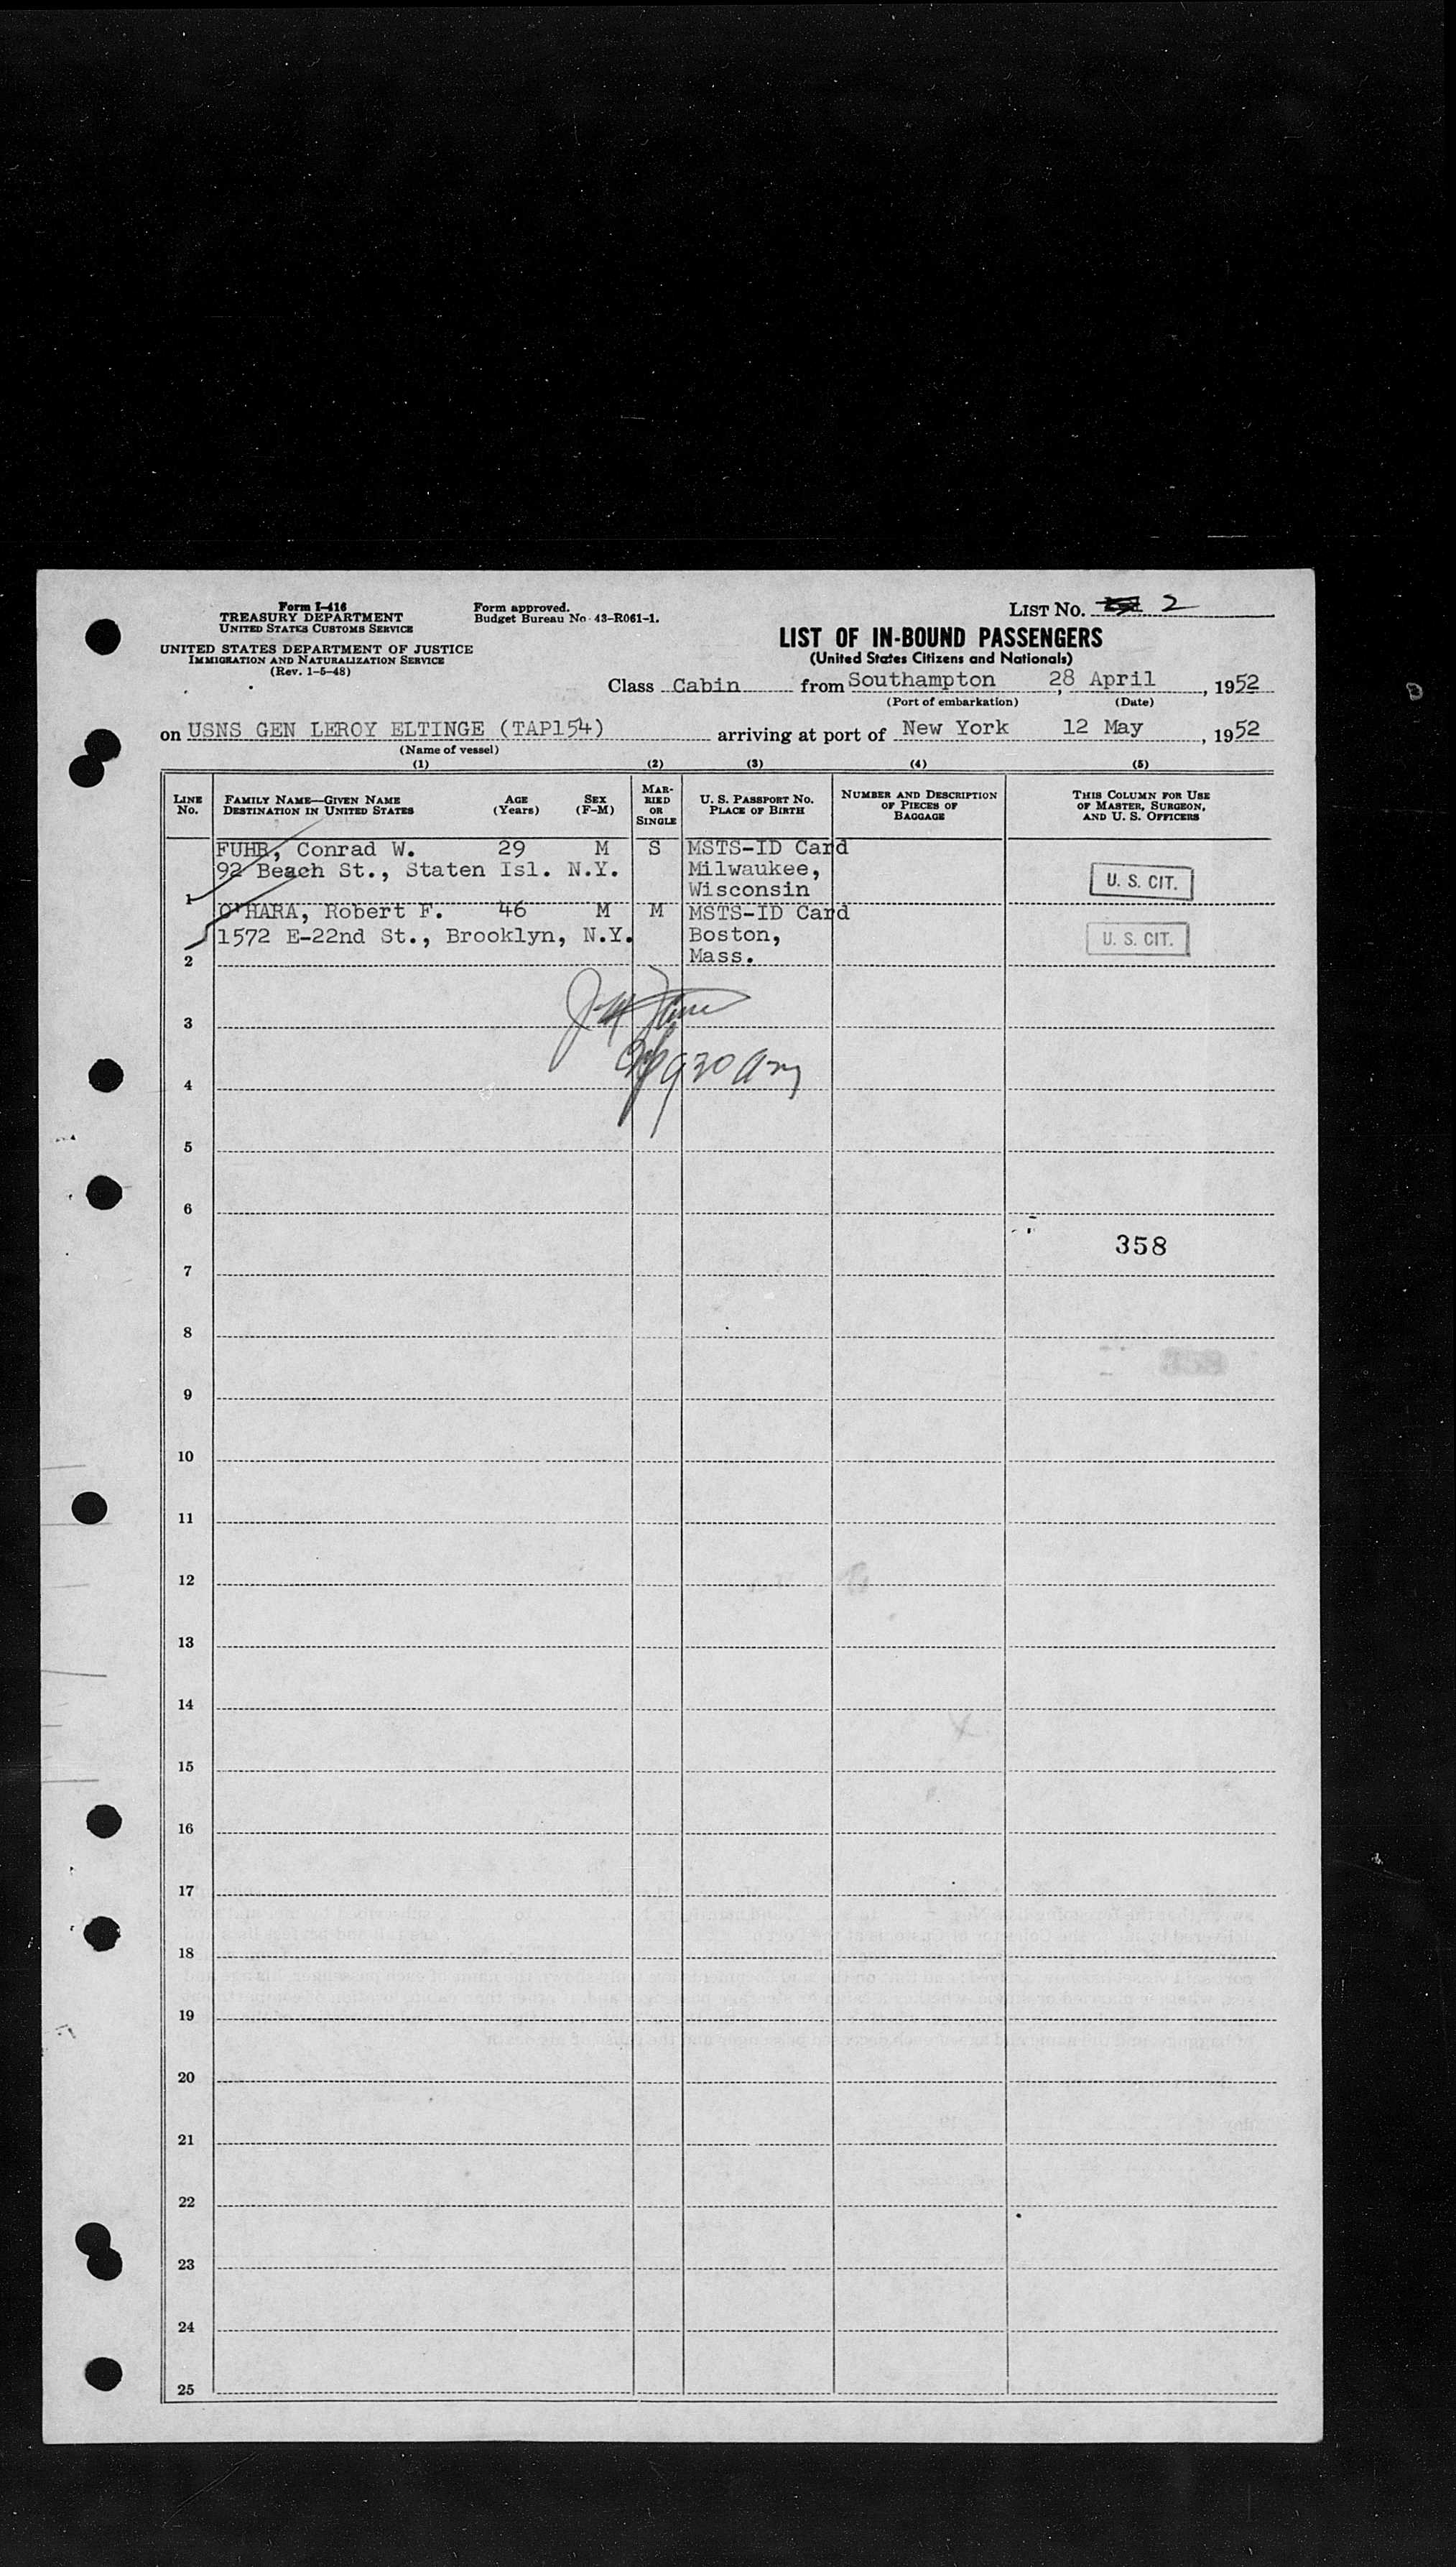 Form I-416
TREASURY DEPARTMENT
UNITED STATES CUSTOMS SERVICE
UNITED STATES DEPARTMENT OF JUSTICE
IMMIGRATION AND NATURALIZATION SERVICE
(Rev. 1-5-48)
Form approved.
Budget Bureau No. 43-R061-1.
LIST NO. 2
LIST OF IN-BOUND PASSENGERS
(United States Citizens and Nationals)
Class Cabin from Southampton 28 April, 1952
(Port of embarkation) (Date)
on USNS GEN LEROY ELTINGE (TAP154) arriving at port of New York 12 May, 1952
(Name of vessel)
(1) (2) (3) (4) (5)
LINE NO. FAMILY NAME—GIVEN NAME DESTINATION IN UNITED STATES AGE (Years) SEX (F-M) MARRIED OR SINGLE U. S. PASSPORT NO. PLACE OF BIRTH NUMBER AND DESCRIPTION OF PIECES OF BAGGAGE THIS COLUMN FOR USE OF MASTER, SURGEON, AND U. S. OFFICERS
FUHR, Conrad W. 29 M S MSTS-ID Card
92 Beach St., Staten Isl. N.Y. Milwaukee,
1 Wisconsin U. S. CIT.
O'HARA, Robert F. 46 M M MSTS-ID Card
1572 E-22nd St., Brooklyn, N.Y. Boston, U. S. CIT.
2 Mass.
3
4 930 am
5
6
358
7
8
9
10
11
12
13
14
15
16
17
18
19
20
21
22
23
24
25